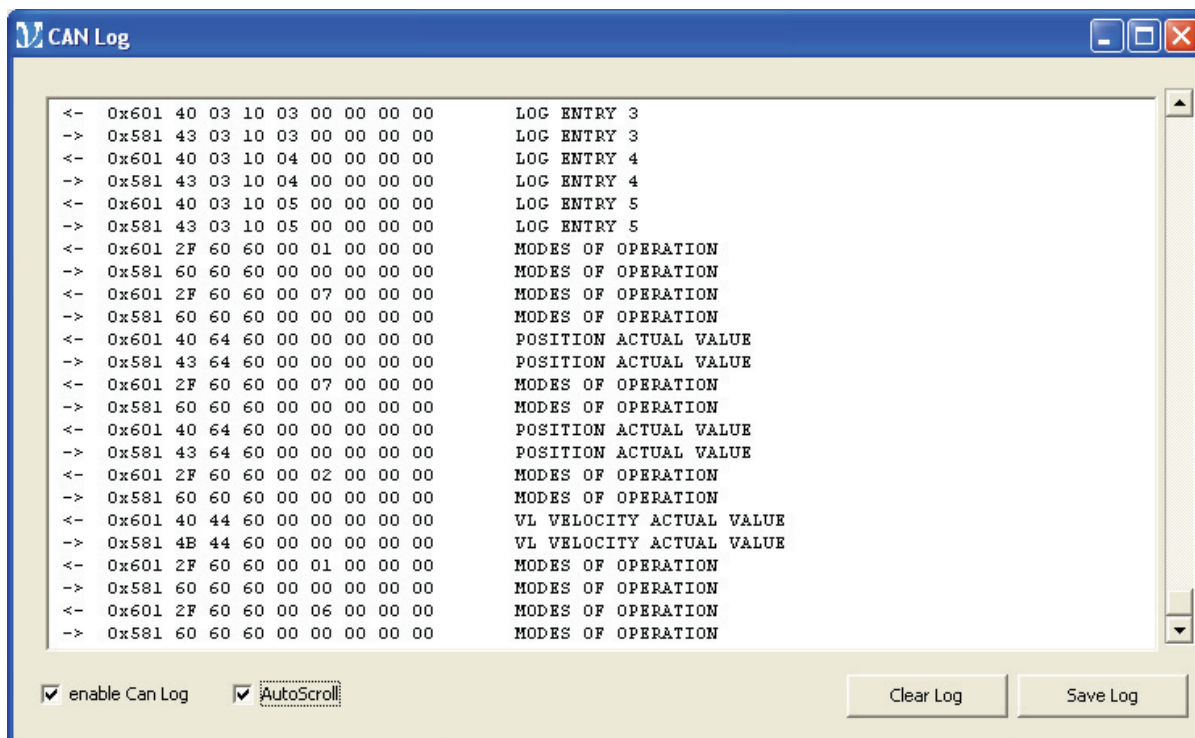 CAN Log
<- 0x601 40 03 10 03 00 00 00 00 LOG ENTRY 3
-> 0x581 43 03 10 03 00 00 00 00 LOG ENTRY 3
<- 0x601 40 03 10 04 00 00 00 00 LOG ENTRY 4
-> 0x581 43 03 10 04 00 00 00 00 LOG ENTRY 4
<- 0x601 40 03 10 05 00 00 00 00 LOG ENTRY 5
-> 0x581 43 03 10 05 00 00 00 00 LOG ENTRY 5
<- 0x601 2F 60 60 00 01 00 00 00 MODES OF OPERATION
-> 0x581 60 60 60 00 00 00 00 00 MODES OF OPERATION
<- 0x601 2F 60 60 00 07 00 00 00 MODES OF OPERATION
-> 0x581 60 60 60 00 00 00 00 00 MODES OF OPERATION
<- 0x601 40 64 60 00 00 00 00 00 POSITION ACTUAL VALUE
-> 0x581 43 64 60 00 00 00 00 00 POSITION ACTUAL VALUE
<- 0x601 2F 60 60 00 07 00 00 00 MODES OF OPERATION
-> 0x581 60 60 60 00 00 00 00 00 MODES OF OPERATION
<- 0x601 40 64 60 00 00 00 00 00 POSITION ACTUAL VALUE
-> 0x581 43 64 60 00 00 00 00 00 POSITION ACTUAL VALUE
<- 0x601 2F 60 60 00 02 00 00 00 MODES OF OPERATION
-> 0x581 60 60 60 00 00 00 00 00 MODES OF OPERATION
<- 0x601 40 44 60 00 00 00 00 00 VL VELOCITY ACTUAL VALUE
-> 0x581 4B 44 60 00 00 00 00 00 VL VELOCITY ACTUAL VALUE
<- 0x601 2F 60 60 00 01 00 00 00 MODES OF OPERATION
-> 0x581 60 60 60 00 00 00 00 00 MODES OF OPERATION
<- 0x601 2F 60 60 00 06 00 00 00 MODES OF OPERATION
-> 0x581 60 60 60 00 00 00 00 00 MODES OF OPERATION
enable Can Log AutoScroll Clear Log Save Log